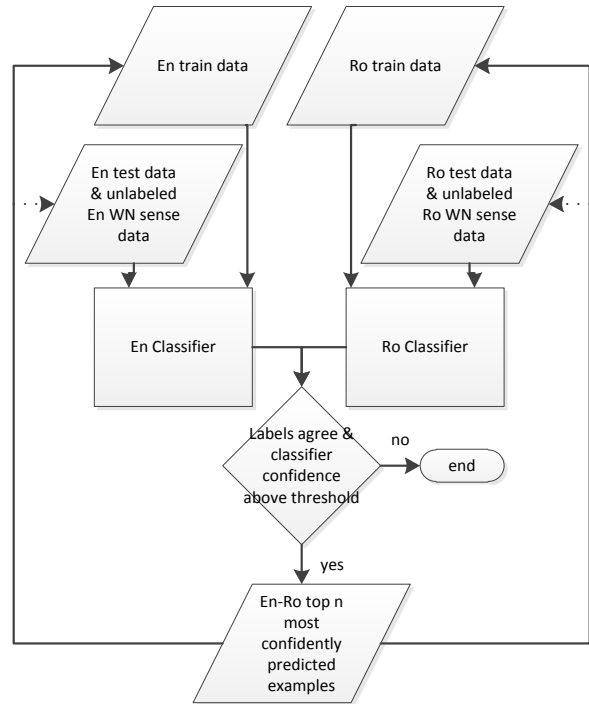 En train data
Ro train data
En test data
& unlabeled
En WN sense
data
Ro test data
& unlabeled
Ro WN sense
data
En Classifier
Ro Classifier
Labels agree &
classifier
confidence
above threshold
no
end
yes
En-Ro top n
most
confidently
predicted
examples